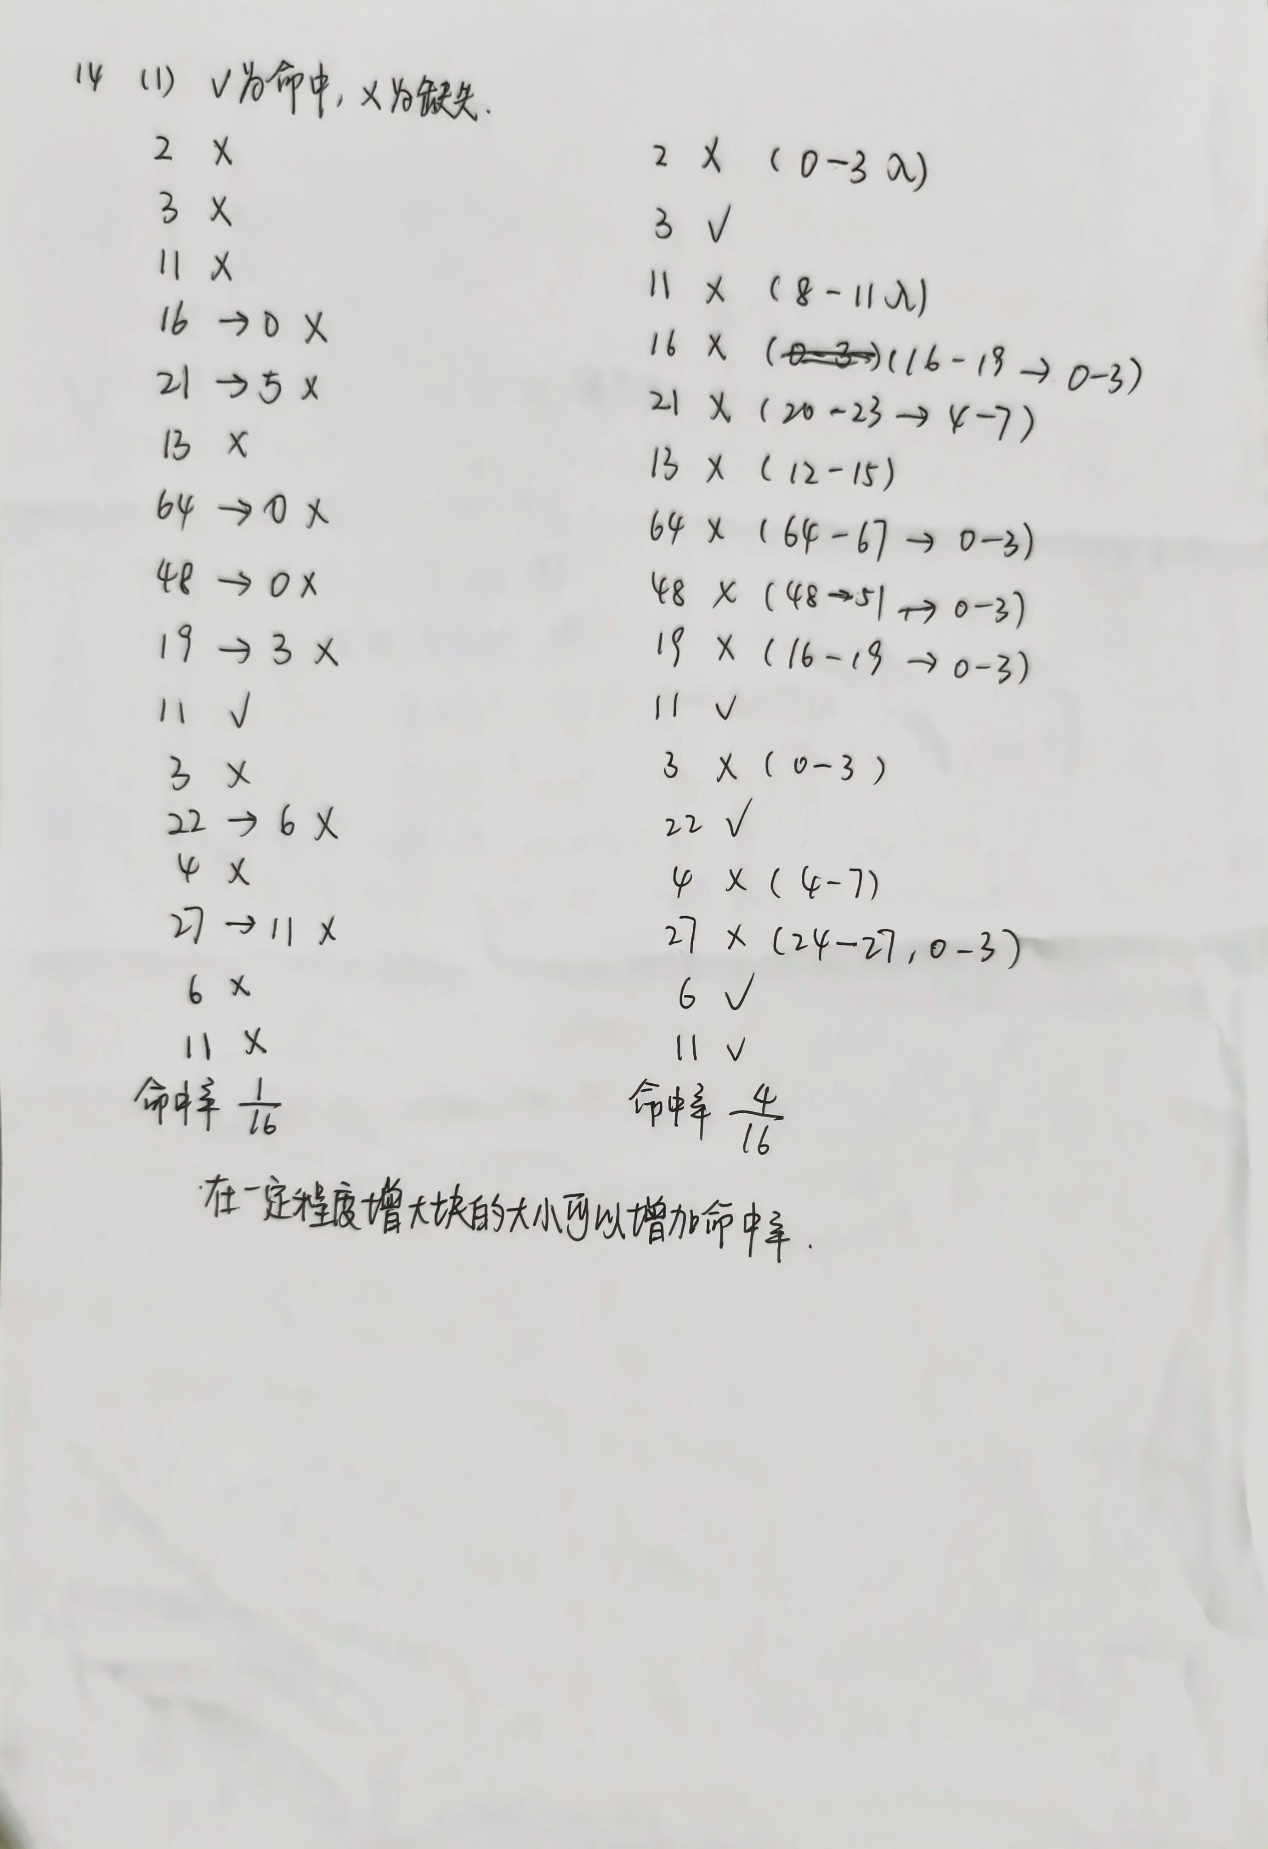 14 (1) √为命中, ×为缺失.
2 ×
3 ×
11 ×
16 → 0 ×
21 → 5 ×
13 ×
64 → 0 ×
48 → 0 ×
19 → 3 ×
11 √
3 ×
22 → 6 ×
4 ×
27 → 11 ×
6 ×
11 ×
命中率 1/16
2 × (0-3入)
3 √
11 × (8-11入)
16 × (16-19 → 0-3)
21 × (20-23 → 4-7)
13 × (12-15)
64 × (64-67 → 0-3)
48 × (48→51 → 0-3)
19 × (16-19 → 0-3)
11 √
3 × (0-3)
22 √
4 × (4-7)
27 × (24-27, 0-3)
6 √
11 √
命中率 4/16
在一定程度增大块的大小可以增加命中率.